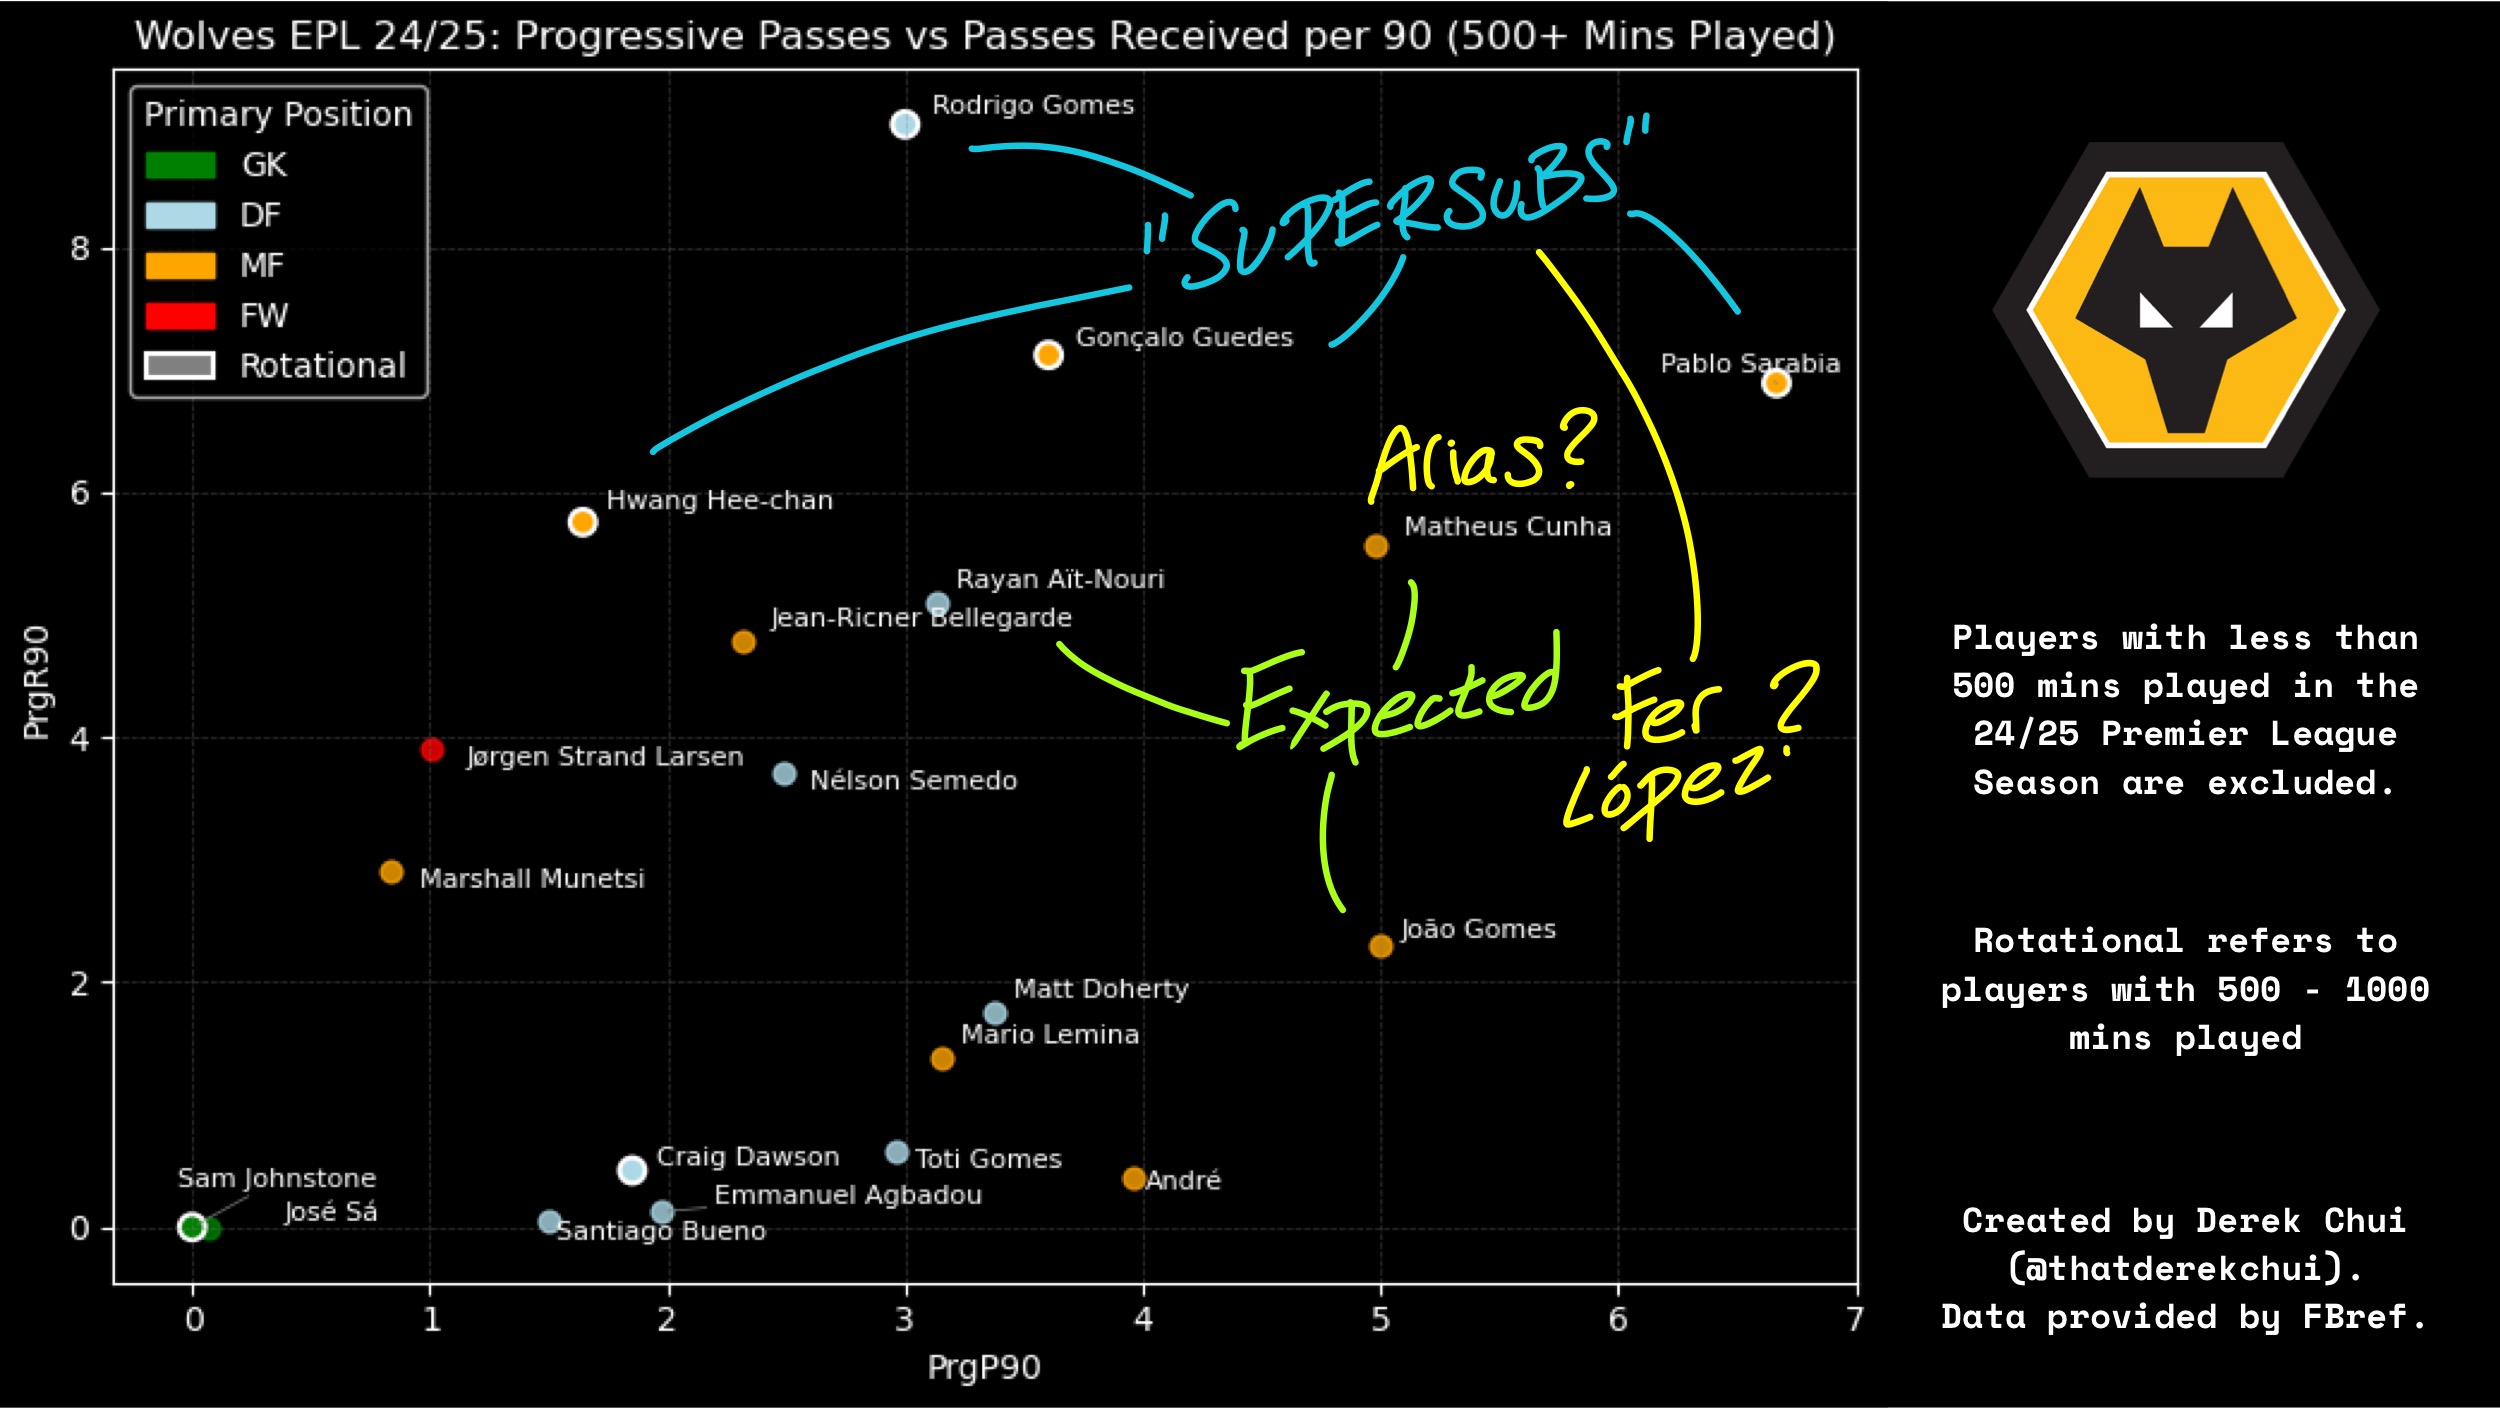 Wolves EPL 24/25: Progressive Passes vs Passes Received per 90 (500+ Mins Played)
Primary Position
GK
DF
MF
FW
Rotational
Rodrigo Gomes
"SUPERSUBS"
Gonçalo Guedes
Pablo Sarabia
Arias?
Hwang Hee-chan
Matheus Cunha
Rayan Aït-Nouri
Jean-Ricner Bellegarde
Expected
Fer
López?
Jørgen Strand Larsen
Nélson Semedo
Marshall Munetsi
João Gomes
Matt Doherty
Mario Lemina
Craig Dawson
Toti Gomes
André
Emmanuel Agbadou
Santiago Bueno
Sam Johnstone
José Sá
8
6
4
2
0
PrgR90
0 1 2 3 4 5 6 7
PrgP90
Players with less than
500 mins played in the
24/25 Premier League
Season are excluded.
Rotational refers to
players with 500 - 1000
mins played
Created by Derek Chui
(@thatderekchui).
Data provided by FBref.